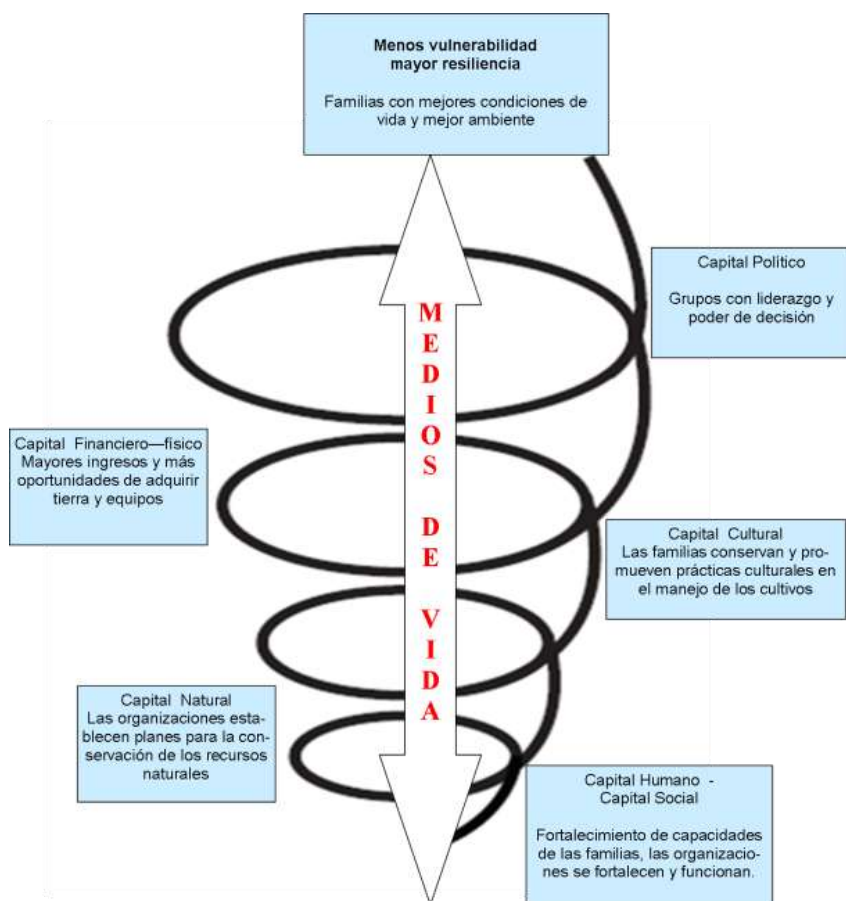 Menos vulnerabilidad
mayor resiliencia
Familias con mejores condiciones de
vida y mejor ambiente
Capital Político
Grupos con liderazgo y
poder de decisión
MEDIOS DE VIDA
Capital Financiero—físico
Mayores ingresos y más
oportunidades de adquirir
tierra y equipos
Capital Cultural
Las familias conservan y pro-
mueven prácticas culturales en
el manejo de los cultivos
Capital Natural
Las organizaciones esta-
blecen planes para la con-
servación de los recursos
naturales
Capital Humano -
Capital Social
Fortalecimiento de capacidades
de las familias, las organizacio-
nes se fortalecen y funcionan.